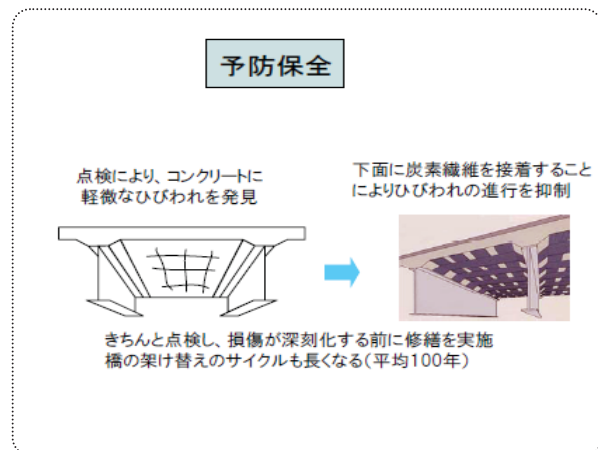 予防保全
点検により、コンクリートに
軽微なひびわれを発見
下面に炭素繊維を接着すること
によりひびわれの進行を抑制
きちんと点検し、損傷が深刻化する前に修繕を実施
橋の架け替えのサイクルも長くなる（平均100年）